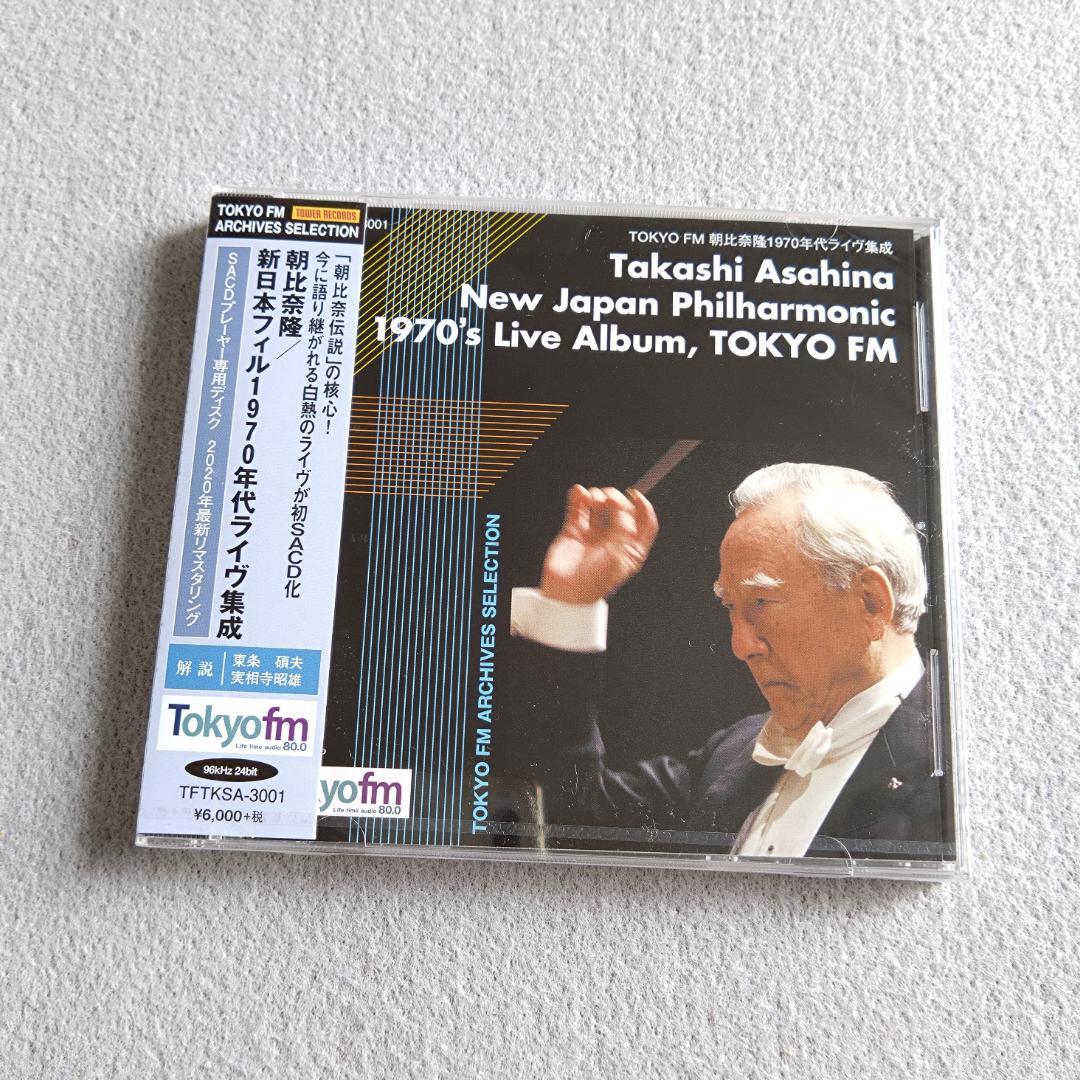 TOKYO FM TOWER RECORDS
ARCHIVES SELECTION
「朝比奈伝説」の核心!
今に語り継がれる白熱のライヴが初SACD化
朝比奈隆/
新日本フィル1970年代ライヴ集成
SACDプレーヤー専用ディスク 2020年最新リマスタリング
解説
東条 碩夫
実相寺昭雄
Tokyofm
Life time audio 80.0
96kHz 24bit
TFTKSA-3001
¥6,000+税
3001
TOKYO FM 朝比奈隆1970年代ライヴ集成
Takashi Asahina
New Japan Philharmonic
1970's Live Album, TOKYO FM
TOKYO FM ARCHIVES SELECTION
yofm
Life time audio 80.0